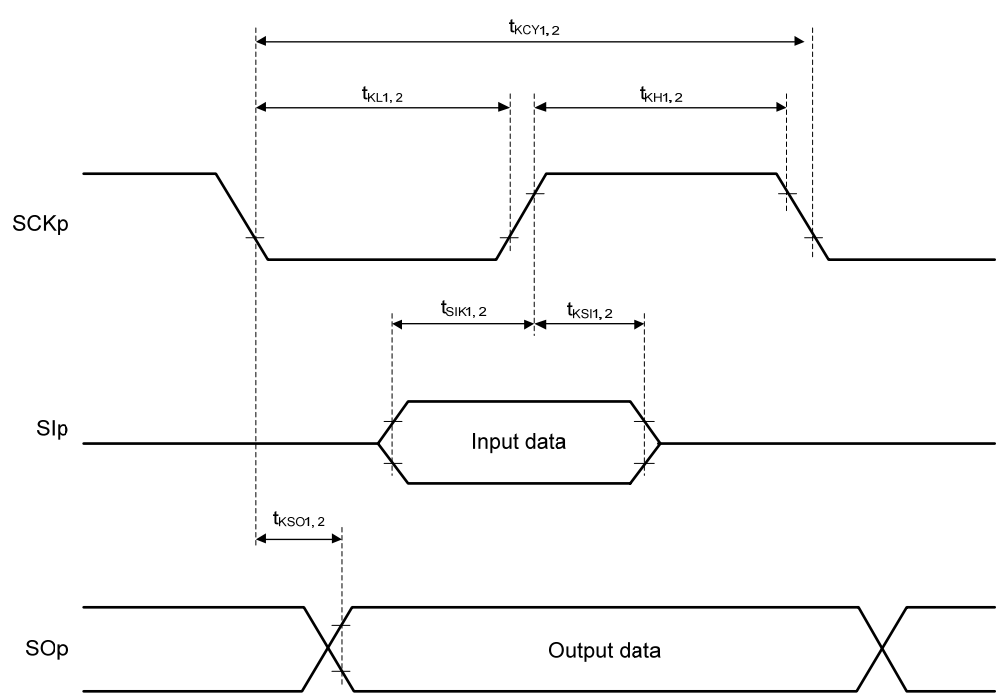 tKCY1, 2
tKL1, 2
tKH1, 2
SCKp
tSIK1, 2
tKSI1, 2
SIp
Input data
tKSO1, 2
SOp
Output data